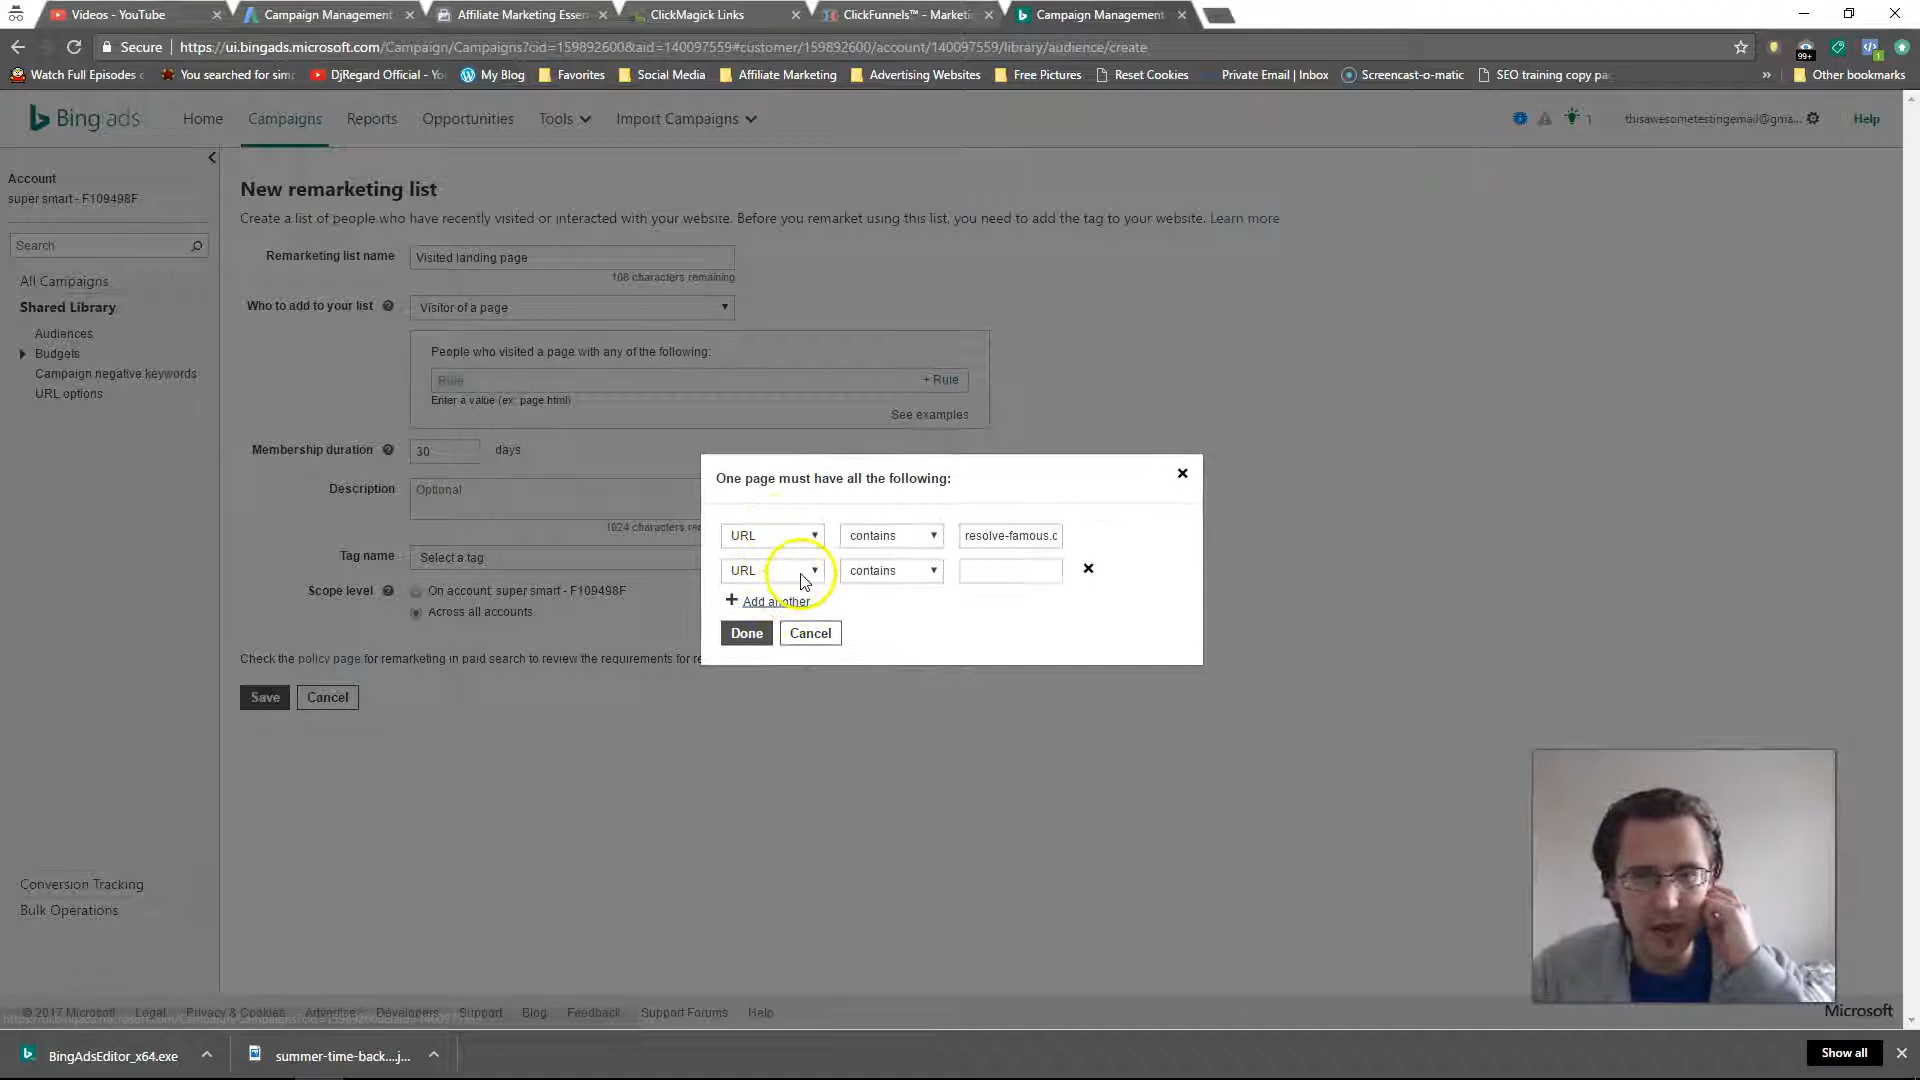 Videos - YouTube
Campaign Management
Affiliate Marketing Essen
ClickMagick Links
ClickFunnels™ - Marketi
Campaign Management
Secure
https://ui.bingads.microsoft.com/Campaign/Campaigns?cid=159892600&aid=140097559#customer/159892600/account/140097559/library/audience/create
99+
1
Watch Full Episodes o
You searched for sim
DjRegard Official - Yo
My Blog
Favorites
Social Media
Affiliate Marketing
Advertising Websites
Free Pictures
Reset Cookies
Private Email | Inbox
Screencast-o-matic
SEO training copy pa
»
Other bookmarks
Bing ads
Home
Campaigns
Reports
Opportunities
Tools
Import Campaigns
1
thisawesometestingemail@gma...
Help
Account
super smart - F109498F
Search
All Campaigns
Shared Library
Audiences
Budgets
Campaign negative keywords
URL options
Conversion Tracking
Bulk Operations
New remarketing list
Create a list of people who have recently visited or interacted with your website. Before you remarket using this list, you need to add the tag to your website. Learn more
Remarketing list name
Visited landing page
108 characters remaining
Who to add to your list
Visitor of a page
People who visited a page with any of the following:
Rule
+ Rule
Enter a value (ex: page.html)
See examples
Membership duration
30
days
Description
Optional
1024 characters re
Tag name
Select a tag
Scope level
On account: super smart - F109498F
Across all accounts
Check the policy page for remarketing in paid search to review the requirements for re
Save
Cancel
One page must have all the following:
URL
contains
resolve-famous.c
URL
contains
+ Add another
Done
Cancel
© 2017 Microsoft
Legal
Privacy & Cookies
Advertise
Developers
Support
Blog
Feedback
Support Forums
Help
Microsoft
BingAdsEditor_x64.exe
summer-time-back....j...
Show all